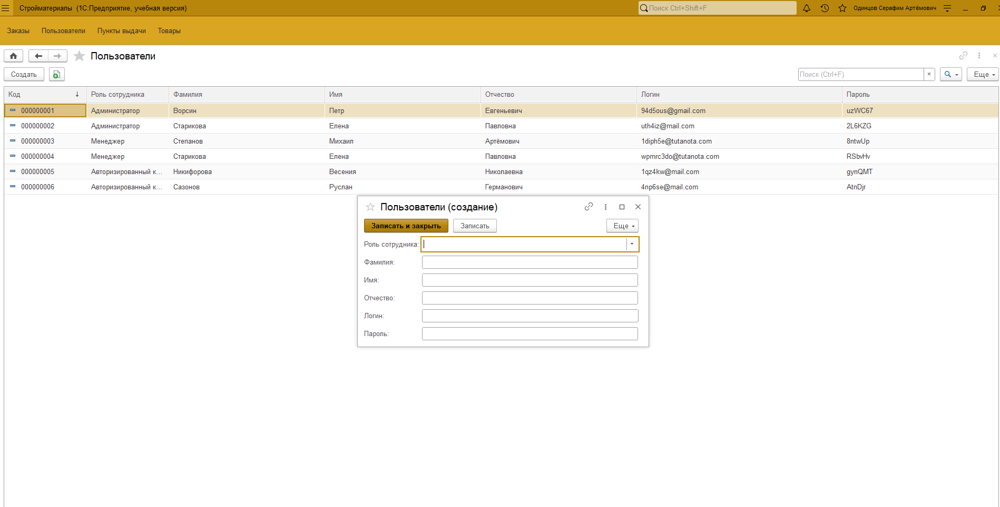 Стройматериалы (1С:Предприятие, учебная версия)
Поиск Ctrl+Shift+F
Одинцов Серафим Артёмович
Заказы Пользователи Пункты выдачи Товары
Пользователи
Создать
Поиск (Ctrl+F)
×
Еще
Код Роль сотрудника Фамилия Имя Отчество Логин Пароль
000000001 Администратор Ворсин Петр Евгеньевич 94d5ous@gmail.com uzWC67
000000002 Администратор Старикова Елена Павловна uth4iz@mail.com 2L6KZG
000000003 Менеджер Степанов Михаил Артёмович 1diph5e@tutanota.com 8ntwUp
000000004 Менеджер Старикова Елена Павловна wpmrc3do@tutanota.com RSbvHv
000000005 Авторизированный к... Никифорова Весения Николаевна 1qz4kw@mail.com gynQMT
000000006 Авторизированный к... Сазонов Руслан Германович 4np6se@mail.com AtnDjr
Пользователи (создание)
Записать и закрыть Записать Еще
Роль сотрудника:
Фамилия:
Имя:
Отчество:
Логин:
Пароль: